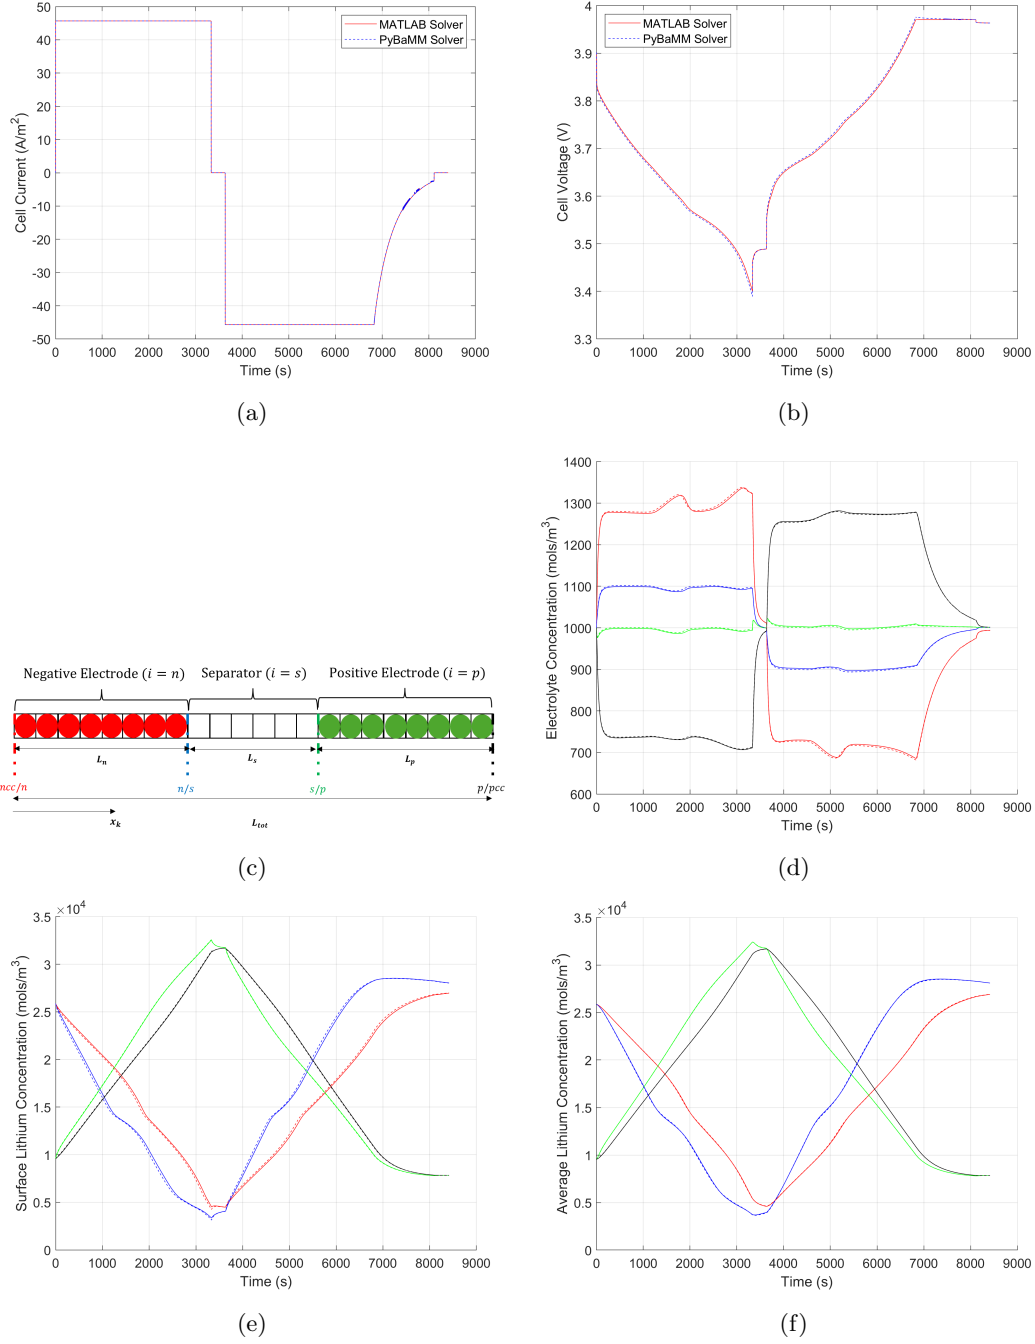 50
40
30
20
10
0
-10
-20
-30
-40
-50
0 1000 2000 3000 4000 5000 6000 7000 8000 9000
Time (s)
Cell Current (A/m²)
MATLAB Solver
PyBaMM Solver
(a)
4
3.9
3.8
3.7
3.6
3.5
3.4
3.3
0 1000 2000 3000 4000 5000 6000 7000 8000 9000
Time (s)
Cell Voltage (V)
MATLAB Solver
PyBaMM Solver
(b)
Negative Electrode (i = n) Separator (i = s) Positive Electrode (i = p)
Lₙ Lₛ Lₚ
ncc/n n/s s/p p/pcc
xₖ Lₜₒₜ
(c)
1400
1300
1200
1100
1000
900
800
700
600
0 1000 2000 3000 4000 5000 6000 7000 8000 9000
Time (s)
Electrolyte Concentration (mols/m³)
(d)
×10⁴
3.5
3
2.5
2
1.5
1
0.5
0
0 1000 2000 3000 4000 5000 6000 7000 8000 9000
Time (s)
Surface Lithium Concentration (mols/m³)
(e)
×10⁴
3.5
3
2.5
2
1.5
1
0.5
0
0 1000 2000 3000 4000 5000 6000 7000 8000 9000
Time (s)
Average Lithium Concentration (mols/m³)
(f)